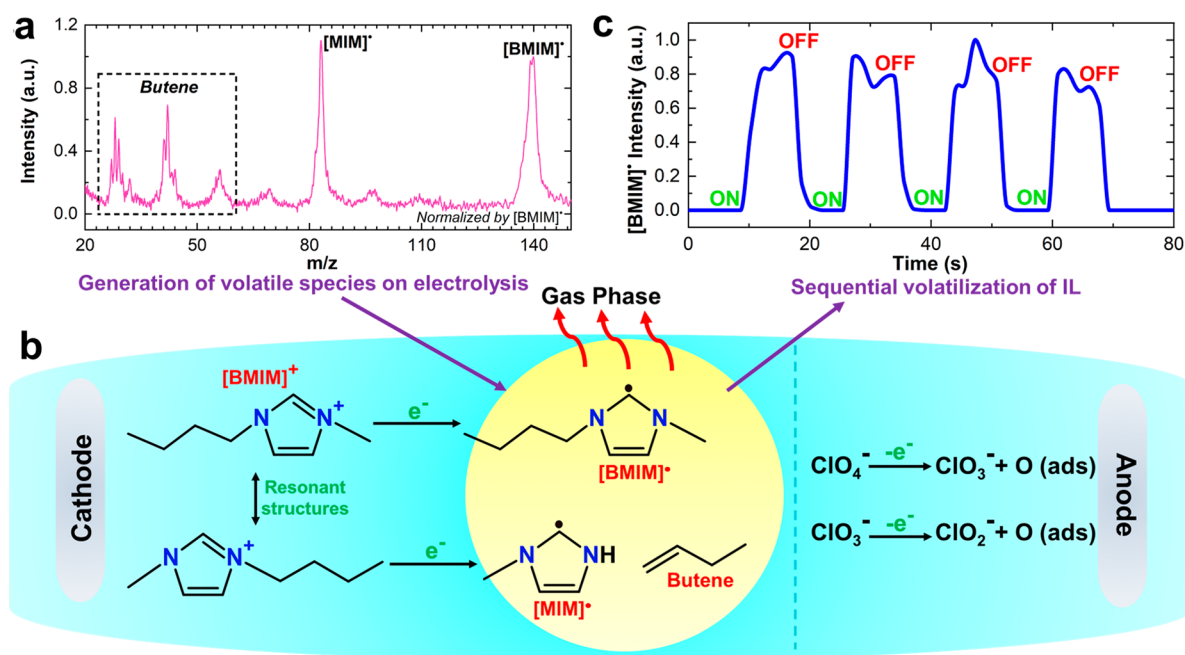 a
1.2
0.8
0.4
0.0
Intensity (a.u.)
Butene
[MIM]•
[BMIM]•
Normalized by [BMIM]•
20 50 80 110 140
m/z
Generation of volatile species on electrolysis
c
1.0
0.8
0.6
0.4
0.2
0.0
[BMIM]• Intensity (a.u.)
OFF OFF OFF OFF
ON ON ON ON
0 20 40 60 80
Time (s)
Sequential volatilization of IL
Gas Phase
b
Cathode
[BMIM]+
N N+
e-
N N
[BMIM]•
Resonant
structures
N N+
e-
N NH
[MIM]•
Butene
ClO4- -e- ClO3- + O (ads)
ClO3- -e- ClO2- + O (ads)
Anode